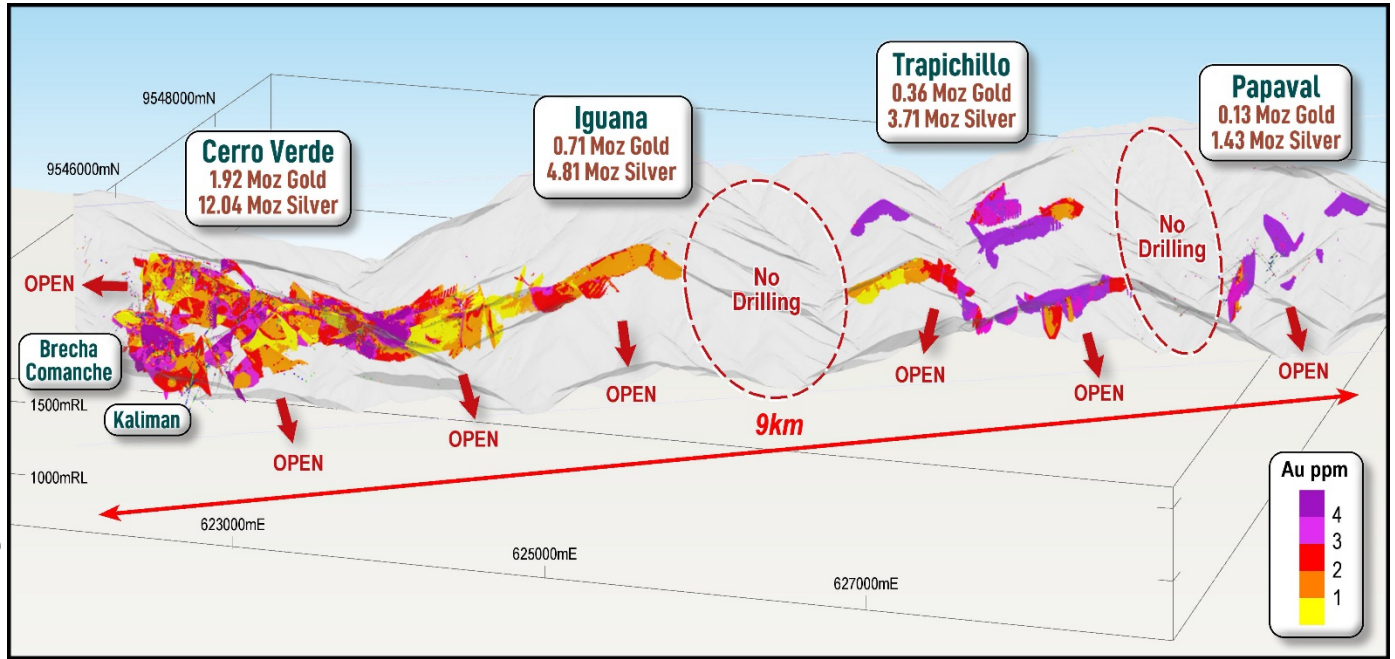 9548000mN
9546000mN
Cerro Verde
1.92 Moz Gold
12.04 Moz Silver
Iguana
0.71 Moz Gold
4.81 Moz Silver
Trapichillo
0.36 Moz Gold
3.71 Moz Silver
Papaval
0.13 Moz Gold
1.43 Moz Silver
No
Drilling
No
Drilling
OPEN
Brecha
Comanche
Kaliman
OPEN
OPEN
OPEN
OPEN
OPEN
OPEN
1500mRL
1000mRL
9km
623000mE
625000mE
627000mE
Au ppm
4
3
2
1